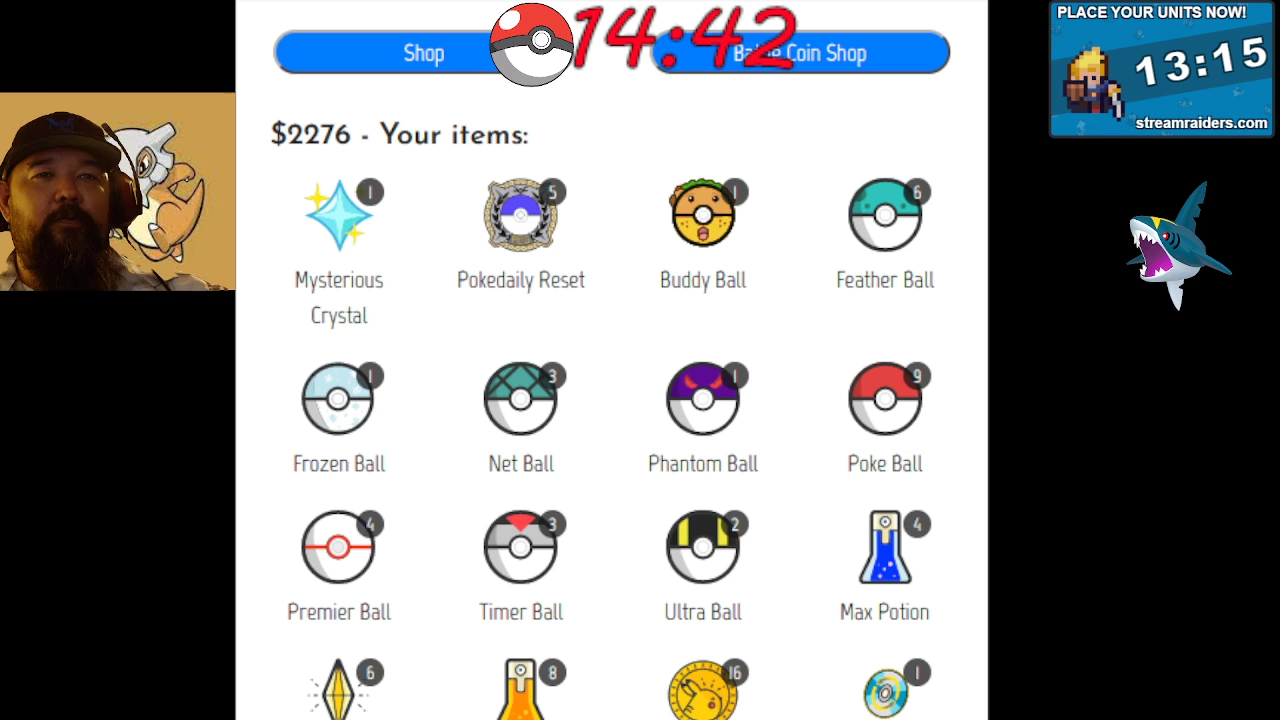 14:42
Shop
Battle Coin Shop
PLACE YOUR UNITS NOW!
13:15
streamraiders.com
$2276 - Your items:
1
5
1
6
Mysterious Crystal
Pokedaily Reset
Buddy Ball
Feather Ball
1
3
1
9
Frozen Ball
Net Ball
Phantom Ball
Poke Ball
4
3
2
4
Premier Ball
Timer Ball
Ultra Ball
Max Potion
6
8
16
1